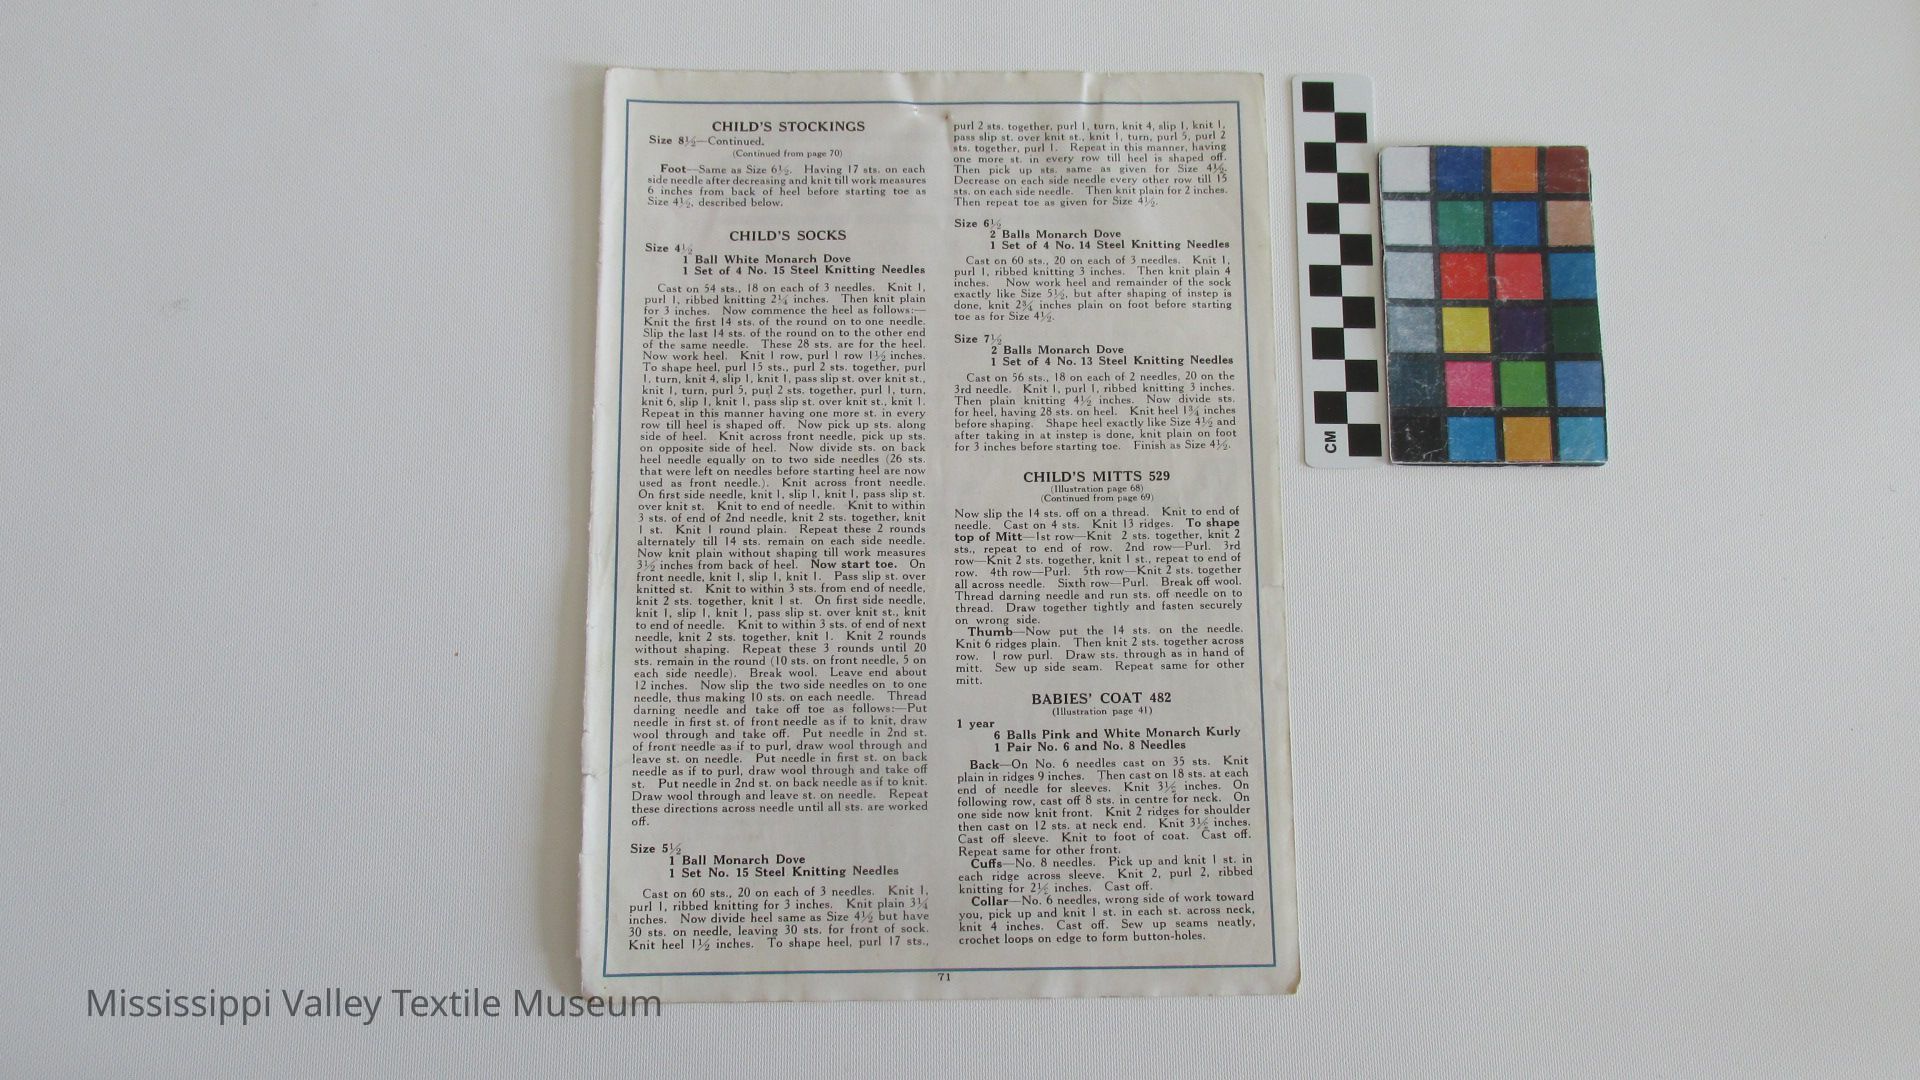 CHILD'S STOCKINGS
Size 8½—Continued.
(Continued from page 70)
Foot—Same as Size 6½. Having 17 sts. on each
side needle after decreasing and knit till work measures
6 inches from back of heel before starting toe as
Size 4½, described below.
CHILD'S SOCKS
Size 4½
1 Ball White Monarch Dove
1 Set of 4 No. 15 Steel Knitting Needles
Cast on 54 sts., 18 on each of 3 needles. Knit 1,
purl 1, ribbed knitting 2¼ inches. Then knit plain
for 3 inches. Now commence the heel as follows:—
Knit the first 14 sts. of the round on to one needle.
Slip the last 14 sts. of the round on to the other end
of the same needle. These 28 sts. are for the heel.
Now work heel. Knit 1 row, purl 1 row 1½ inches.
To shape heel, purl 15 sts., purl 2 sts. together, purl
1, turn, knit 4, slip 1, knit 1, pass slip st. over knit st.,
knit 1, turn, purl 5, purl 2 sts. together, purl 1, turn,
knit 6, slip 1, knit 1, pass slip st. over knit st., knit 1.
Repeat in this manner having one more st. in every
row till heel is shaped off. Now pick up sts. along
side of heel. Knit across front needle, pick up sts.
on opposite side of heel. Now divide sts. on back
heel needle equally on to two side needles (26 sts.
that were left on needles before starting heel are now
used as front needle.). Knit across front needle.
On first side needle, knit 1, slip 1, knit 1, pass slip st.
over knit st. Knit to end of needle. Knit to within
3 sts. of end of 2nd needle, knit 2 sts. together, knit
1 st. Knit 1 round plain. Repeat these 2 rounds
alternately till 14 sts. remain on each side needle.
Now knit plain without shaping till work measures
3½ inches from back of heel. Now start toe. On
front needle, knit 1, slip 1, knit 1. Pass slip st. over
knitted st. Knit to within 3 sts. from end of needle,
knit 2 sts. together, knit 1 st. On first side needle,
knit 1, slip 1, knit 1, pass slip st. over knit st., knit
to end of needle. Knit to within 3 sts. of end of next
needle, knit 2 sts. together, knit 1. Knit 2 rounds
without shaping. Repeat these 3 rounds until 20
sts. remain in the round (10 sts. on front needle, 5 on
each side needle). Break wool. Leave end about
12 inches. Now slip the two side needles on to one
needle, thus making 10 sts. on each needle. Thread
darning needle and take off toe as follows:—Put
needle in first st. of front needle as if to knit, draw
wool through and take off. Put needle in 2nd st.
of front needle as if to purl, draw wool through and
leave st. on needle. Put needle in first st. on back
needle as if to purl, draw wool through and take off
st. Put needle in 2nd st. on back needle as if to knit.
Draw wool through and leave st. on needle. Repeat
these directions across needle until all sts. are worked
off.
Size 5½
1 Ball Monarch Dove
1 Set No. 15 Steel Knitting Needles
Cast on 60 sts., 20 on each of 3 needles. Knit 1,
purl 1, ribbed knitting for 3 inches. Knit plain 3¼
inches. Now divide heel same as Size 4½ but have
30 sts. on needle, leaving 30 sts. for front of sock.
Knit heel 1½ inches. To shape heel, purl 17 sts.,
purl 2 sts. together, purl 1, turn, knit 4, slip 1, knit 1,
pass slip st. over knit st., knit 1, turn, purl 5, purl 2
sts. together, purl 1. Repeat in this manner, having
one more st. in every row till heel is shaped off.
Then pick up sts. same as given for Size 4½.
Decrease on each side needle every other row till 15
sts. on each side needle. Then knit plain for 2 inches.
Then repeat toe as given for Size 4½.
Size 6½
2 Balls Monarch Dove
1 Set of 4 No. 14 Steel Knitting Needles
Cast on 60 sts., 20 on each of 3 needles. Knit 1,
purl 1, ribbed knitting 3 inches. Then knit plain 4
inches. Now work heel and remainder of the sock
exactly like Size 5½, but after shaping of instep is
done, knit 2¾ inches plain on foot before starting
toe as for Size 4½.
Size 7½
2 Balls Monarch Dove
1 Set of 4 No. 13 Steel Knitting Needles
Cast on 56 sts., 18 on each of 2 needles, 20 on the
3rd needle. Knit 1, purl 1, ribbed knitting 3 inches.
Then plain knitting 4½ inches. Now divide sts.
for heel, having 28 sts. on heel. Knit heel 1¾ inches
before shaping. Shape heel exactly like Size 4½ and
after taking in at instep is done, knit plain on foot
for 3 inches before starting toe. Finish as Size 4½.
CHILD'S MITTS 529
(Illustration page 68)
(Continued from page 69)
Now slip the 14 sts. off on a thread. Knit to end of
needle. Cast on 4 sts. Knit 13 ridges. To shape
top of Mitt—1st row—Knit 2 sts. together, knit 2
sts., repeat to end of row. 2nd row—Purl. 3rd
row—Knit 2 sts. together, knit 1 st., repeat to end of
row. 4th row—Purl. 5th row—Knit 2 sts. together
all across needle. Sixth row—Purl. Break off wool.
Thread darning needle and run sts. off needle on to
thread. Draw together tightly and fasten securely
on wrong side.
Thumb—Now put the 14 sts. on the needle.
Knit 6 ridges plain. Then knit 2 sts. together across
row. 1 row purl. Draw sts. through as in hand of
mitt. Sew up side seam. Repeat same for other
mitt.
BABIES' COAT 482
(Illustration page 41)
1 year
6 Balls Pink and White Monarch Kurly
1 Pair No. 6 and No. 8 Needles
Back—On No. 6 needles cast on 35 sts. Knit
plain in ridges 9 inches. Then cast on 18 sts. at each
end of needle for sleeves. Knit 3½ inches. On
following row, cast off 8 sts. in centre for neck. On
one side now knit front. Knit 2 ridges for shoulder
then cast on 12 sts. at neck end. Knit 3½ inches.
Cast off sleeve. Knit to foot of coat. Cast off.
Repeat same for other front.
Cuffs—No. 8 needles. Pick up and knit 1 st. in
each ridge across sleeve. Knit 2, purl 2, ribbed
knitting for 2½ inches. Cast off.
Collar—No. 6 needles, wrong side of work toward
you, pick up and knit 1 st. in each st. across neck,
knit 4 inches. Cast off. Sew up seams neatly,
crochet loops on edge to form button-holes.
71
CM
Mississippi Valley Textile Museum